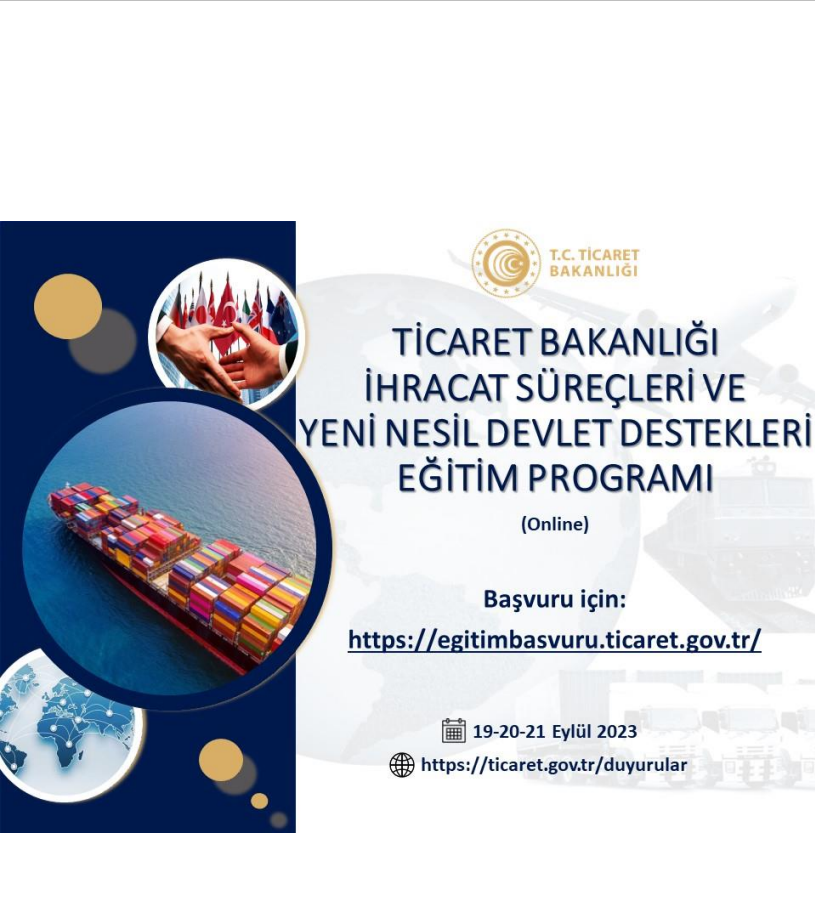 T.C. TİCARET
BAKANLIĞI
TİCARET BAKANLIĞI
İHRACAT SÜREÇLERİ VE
YENİ NESİL DEVLET DESTEKLERİ
EĞİTİM PROGRAMI
(Online)
Başvuru için:
https://egitimbasvuru.ticaret.gov.tr/
19-20-21 Eylül 2023
https://ticaret.gov.tr/duyurular